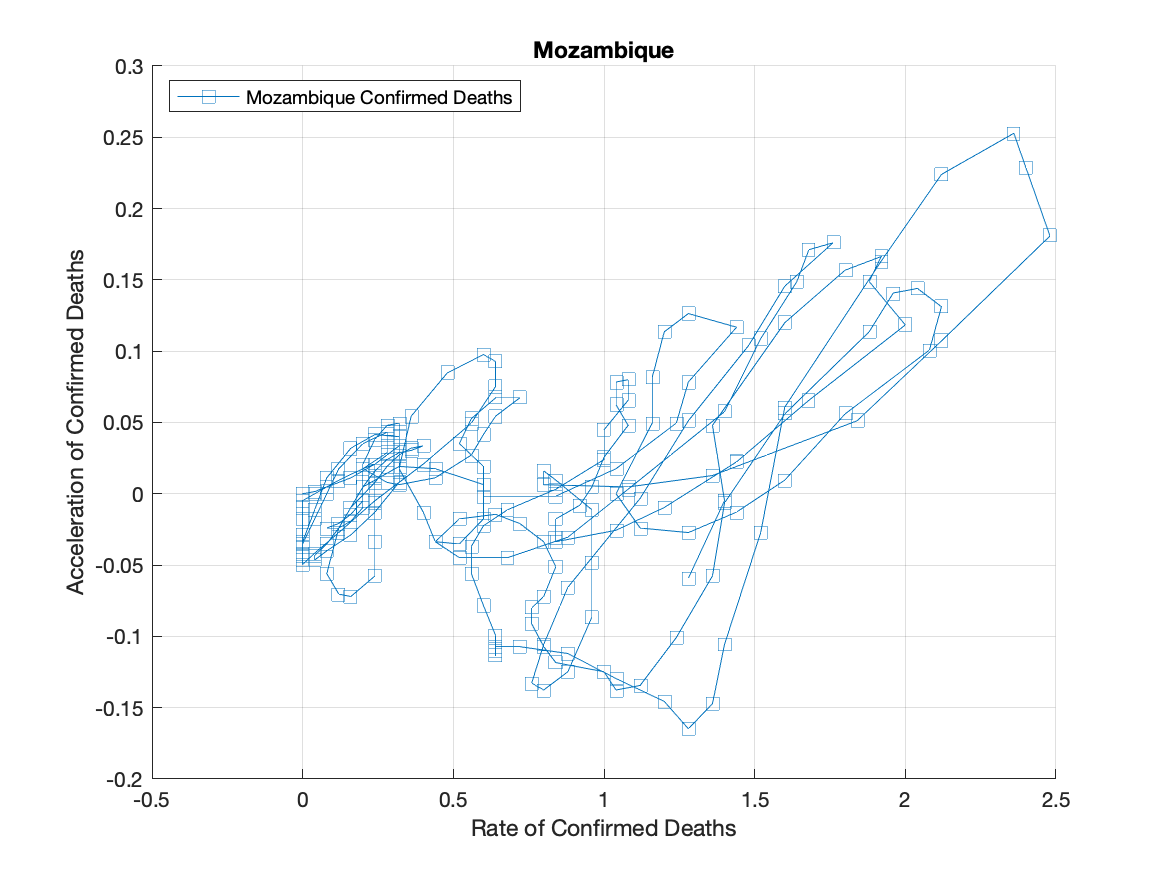 Mozambique
Mozambique Confirmed Deaths
0.3
0.25
0.2
0.15
0.1
0.05
0
-0.05
-0.1
-0.15
-0.2
Acceleration of Confirmed Deaths
-0.5 0 0.5 1 1.5 2 2.5
Rate of Confirmed Deaths